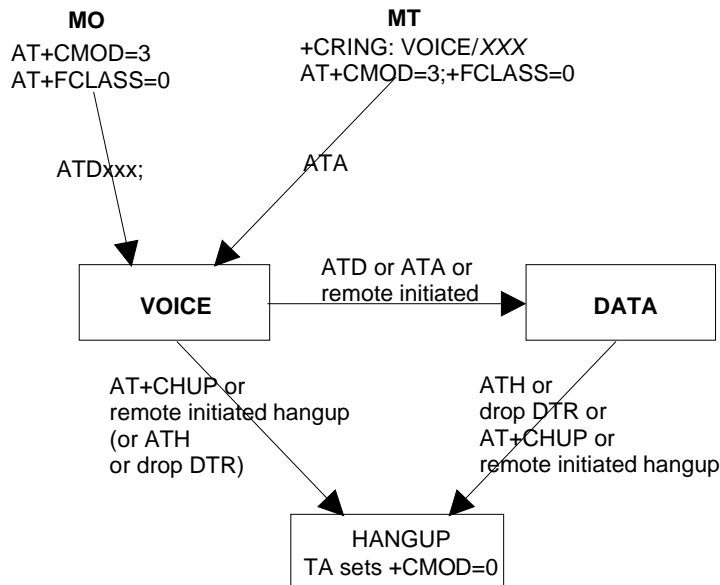 MO
AT+CMOD=3
AT+FCLASS=0
MT
+CRING: VOICE/XXX
AT+CMOD=3;+FCLASS=0
ATDxxx;
ATA
VOICE
ATD or ATA or
remote initiated
DATA
AT+CHUP or
remote initiated hangup
(or ATH
or drop DTR)
ATH or
drop DTR or
AT+CHUP or
remote initiated hangup
HANGUP
TA sets +CMOD=0